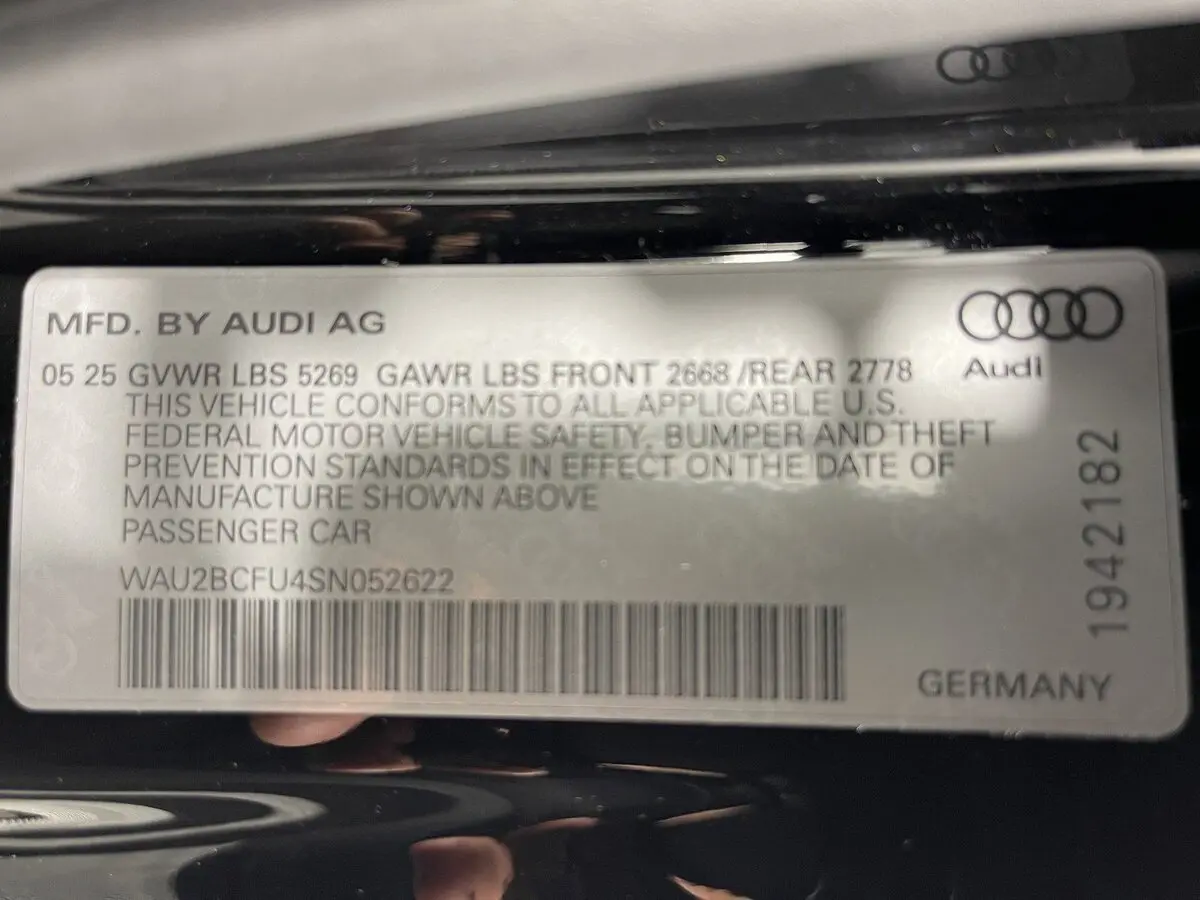 MFD. BY AUDI AG
05 25 GVWR LBS 5269 GAWR LBS FRONT 2668 /REAR 2778
THIS VEHICLE CONFORMS TO ALL APPLICABLE U.S.
FEDERAL MOTOR VEHICLE SAFETY, BUMPER AND THEFT
PREVENTION STANDARDS IN EFFECT ON THE DATE OF
MANUFACTURE SHOWN ABOVE
PASSENGER CAR
WAU2BCFU4SN052622
Audi
1942182
GERMANY